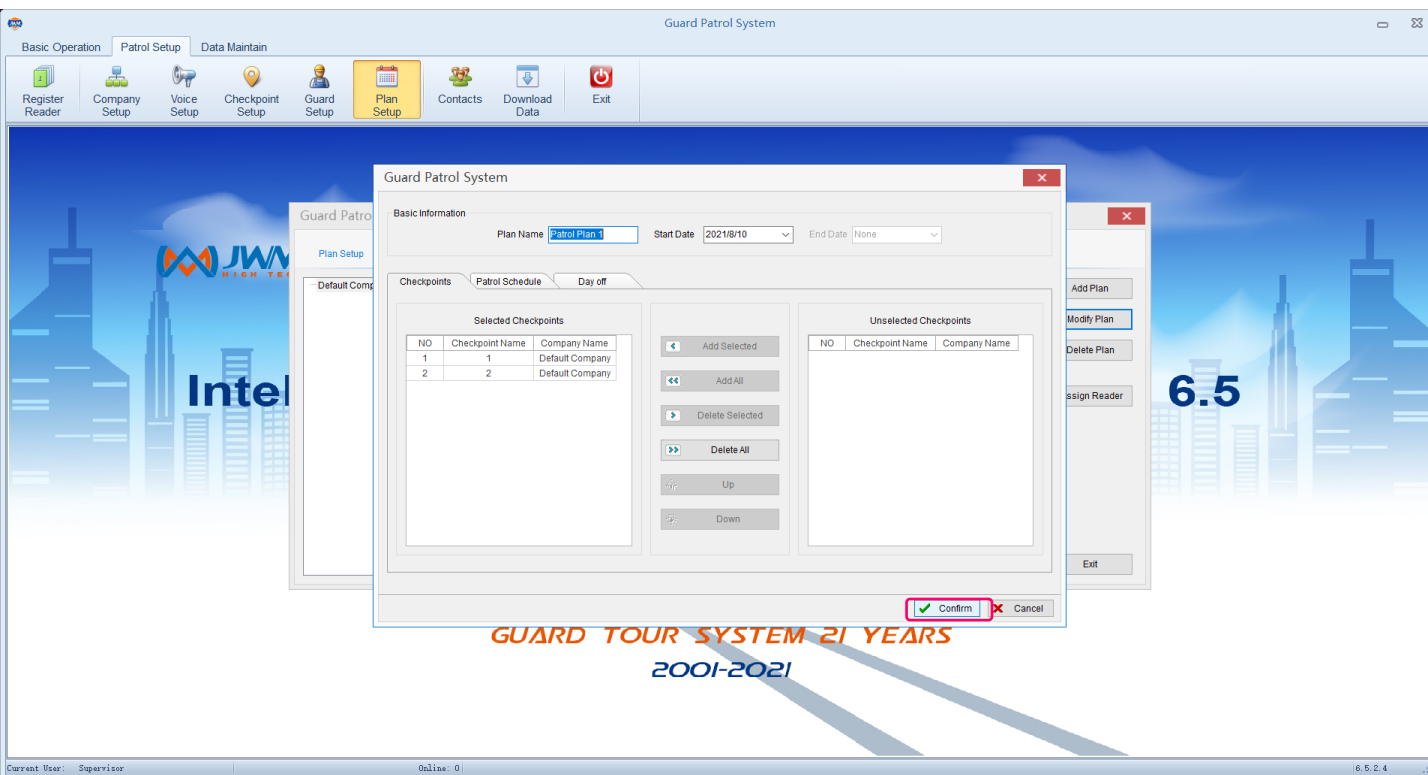 Guard Patrol System
Basic Operation Patrol Setup Data Maintain
Register Reader
Company Setup
Voice Setup
Checkpoint Setup
Guard Setup
Plan Setup
Contacts
Download Data
Exit
Guard Patrol System
Basic Information
Plan Name Patrol Plan 1 Start Date 2021/8/10 End Date None
Guard Patro
Plan Setup
Default Comp
JWM
HIGH TEC
Checkpoints Patrol Schedule Day off
Selected Checkpoints
NO Checkpoint Name Company Name
1 1 Default Company
2 2 Default Company
Add Selected
Add All
Delete Selected
Delete All
Up
Down
Unselected Checkpoints
NO Checkpoint Name Company Name
Add Plan
Modify Plan
Delete Plan
ssign Reader
Exit
Intel 6.5
Confirm Cancel
GUARD TOUR SYSTEM 21 YEARS
2001-2021
Current User: Supervisor Online: 0 6.5.2.4